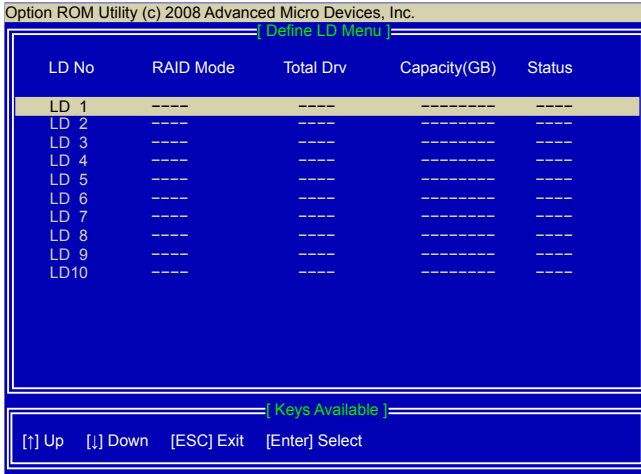 Option ROM Utility (c) 2008 Advanced Micro Devices, Inc.
[ Define LD Menu ]
LD No RAID Mode Total Drv Capacity(GB) Status
LD 1 ---- ---- -------- ----
LD 2 ---- ---- -------- ----
LD 3 ---- ---- -------- ----
LD 4 ---- ---- -------- ----
LD 5 ---- ---- -------- ----
LD 6 ---- ---- -------- ----
LD 7 ---- ---- -------- ----
LD 8 ---- ---- -------- ----
LD 9 ---- ---- -------- ----
LD10 ---- ---- -------- ----
[ Keys Available ]
[↑] Up [↓] Down [ESC] Exit [Enter] Select